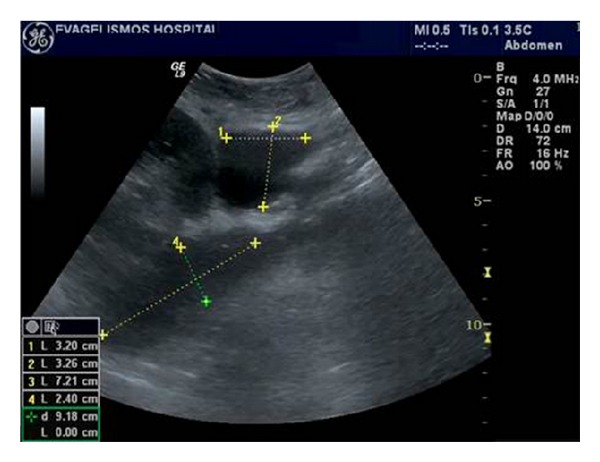 EVAGELISMOS HOSPITAL
MI 0.5 TIs 0.1 3.5C
--:--:-- Abdomen
GE
L9
B
Frq 4.0 MHz
Gn 27
S/A 1/1
Map D/0/0
D 14.0 cm
DR 72
FR 16 Hz
AO 100 %
0
5
10
1
2
4
1 L 3.20 cm
2 L 3.26 cm
3 L 7.21 cm
4 L 2.40 cm
d 9.18 cm
L 0.00 cm